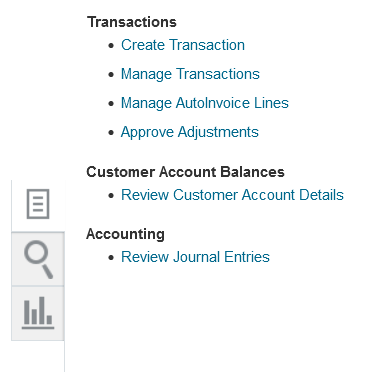 Transactions
Create Transaction
Manage Transactions
Manage AutoInvoice Lines
Approve Adjustments
Customer Account Balances
Review Customer Account Details
Accounting
Review Journal Entries